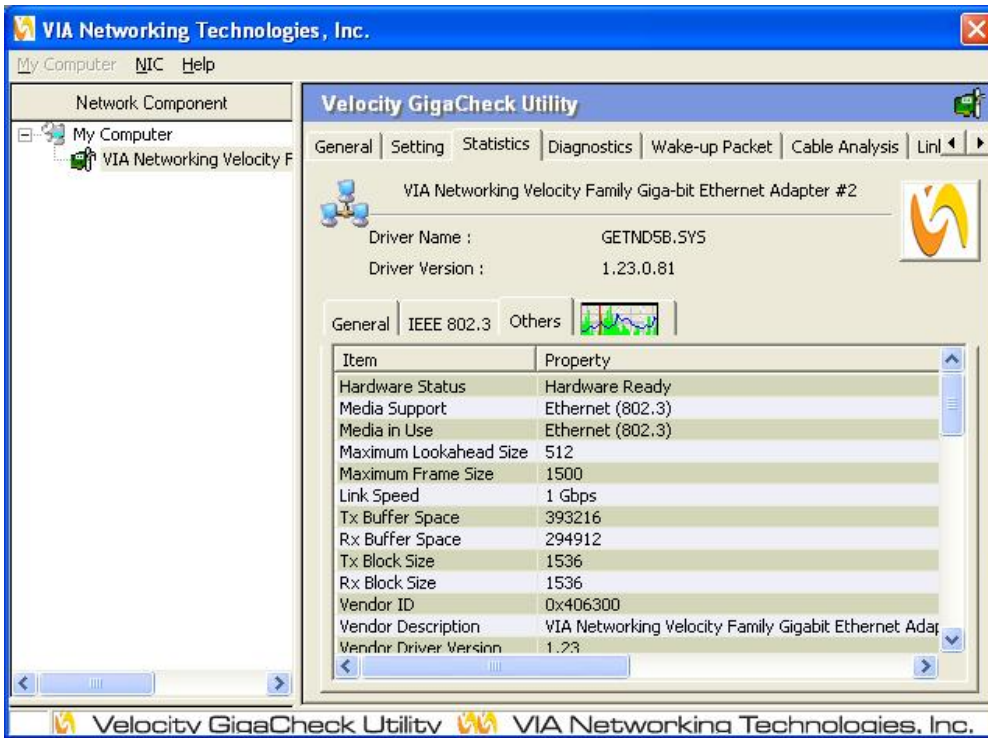 VIA Networking Technologies, Inc.
My Computer NIC Help
Network Component
My Computer
VIA Networking Velocity F
Velocity GigaCheck Utility
General Setting Statistics Diagnostics Wake-up Packet Cable Analysis Linl
VIA Networking Velocity Family Giga-bit Ethernet Adapter #2
Driver Name : GETND5B.SYS
Driver Version : 1.23.0.81
General IEEE 802.3 Others
Item Property
Hardware Status Hardware Ready
Media Support Ethernet (802.3)
Media in Use Ethernet (802.3)
Maximum Lookahead Size 512
Maximum Frame Size 1500
Link Speed 1 Gbps
Tx Buffer Space 393216
Rx Buffer Space 294912
Tx Block Size 1536
Rx Block Size 1536
Vendor ID 0x406300
Vendor Description VIA Networking Velocity Family Gigabit Ethernet Adap
Vendor Driver Version 1.23
Velocity GigaCheck Utility VIA Networking Technologies, Inc.